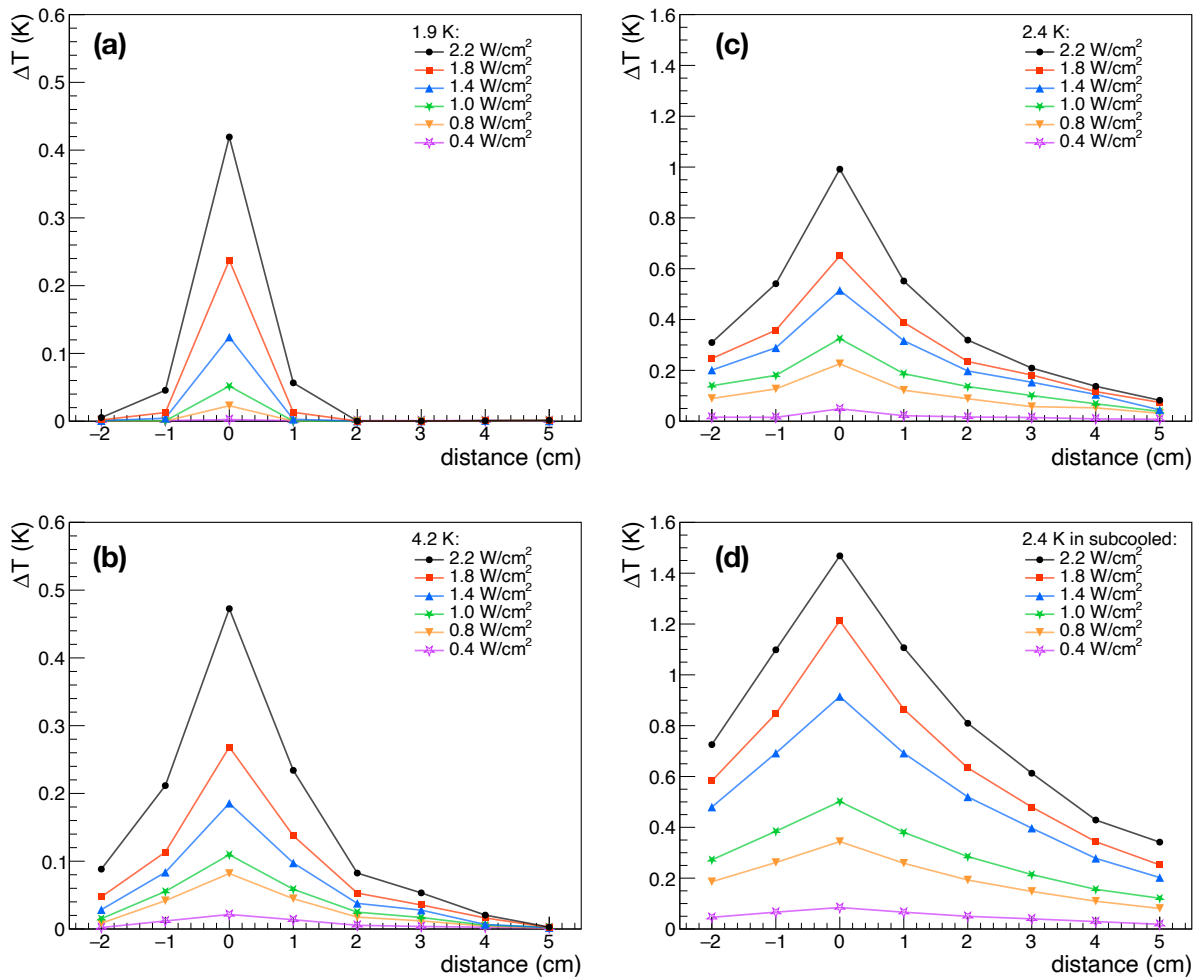 (a)
ΔT (K)
0.6
0.5
0.4
0.3
0.2
0.1
0
−2 −1 0 1 2 3 4 5
distance (cm)
1.9 K:
2.2 W/cm²
1.8 W/cm²
1.4 W/cm²
1.0 W/cm²
0.8 W/cm²
0.4 W/cm²
(c)
ΔT (K)
1.6
1.4
1.2
1
0.8
0.6
0.4
0.2
0
−2 −1 0 1 2 3 4 5
distance (cm)
2.4 K:
2.2 W/cm²
1.8 W/cm²
1.4 W/cm²
1.0 W/cm²
0.8 W/cm²
0.4 W/cm²
(b)
ΔT (K)
0.6
0.5
0.4
0.3
0.2
0.1
0
−2 −1 0 1 2 3 4 5
distance (cm)
4.2 K:
2.2 W/cm²
1.8 W/cm²
1.4 W/cm²
1.0 W/cm²
0.8 W/cm²
0.4 W/cm²
(d)
ΔT (K)
1.6
1.4
1.2
1
0.8
0.6
0.4
0.2
0
−2 −1 0 1 2 3 4 5
distance (cm)
2.4 K in subcooled:
2.2 W/cm²
1.8 W/cm²
1.4 W/cm²
1.0 W/cm²
0.8 W/cm²
0.4 W/cm²